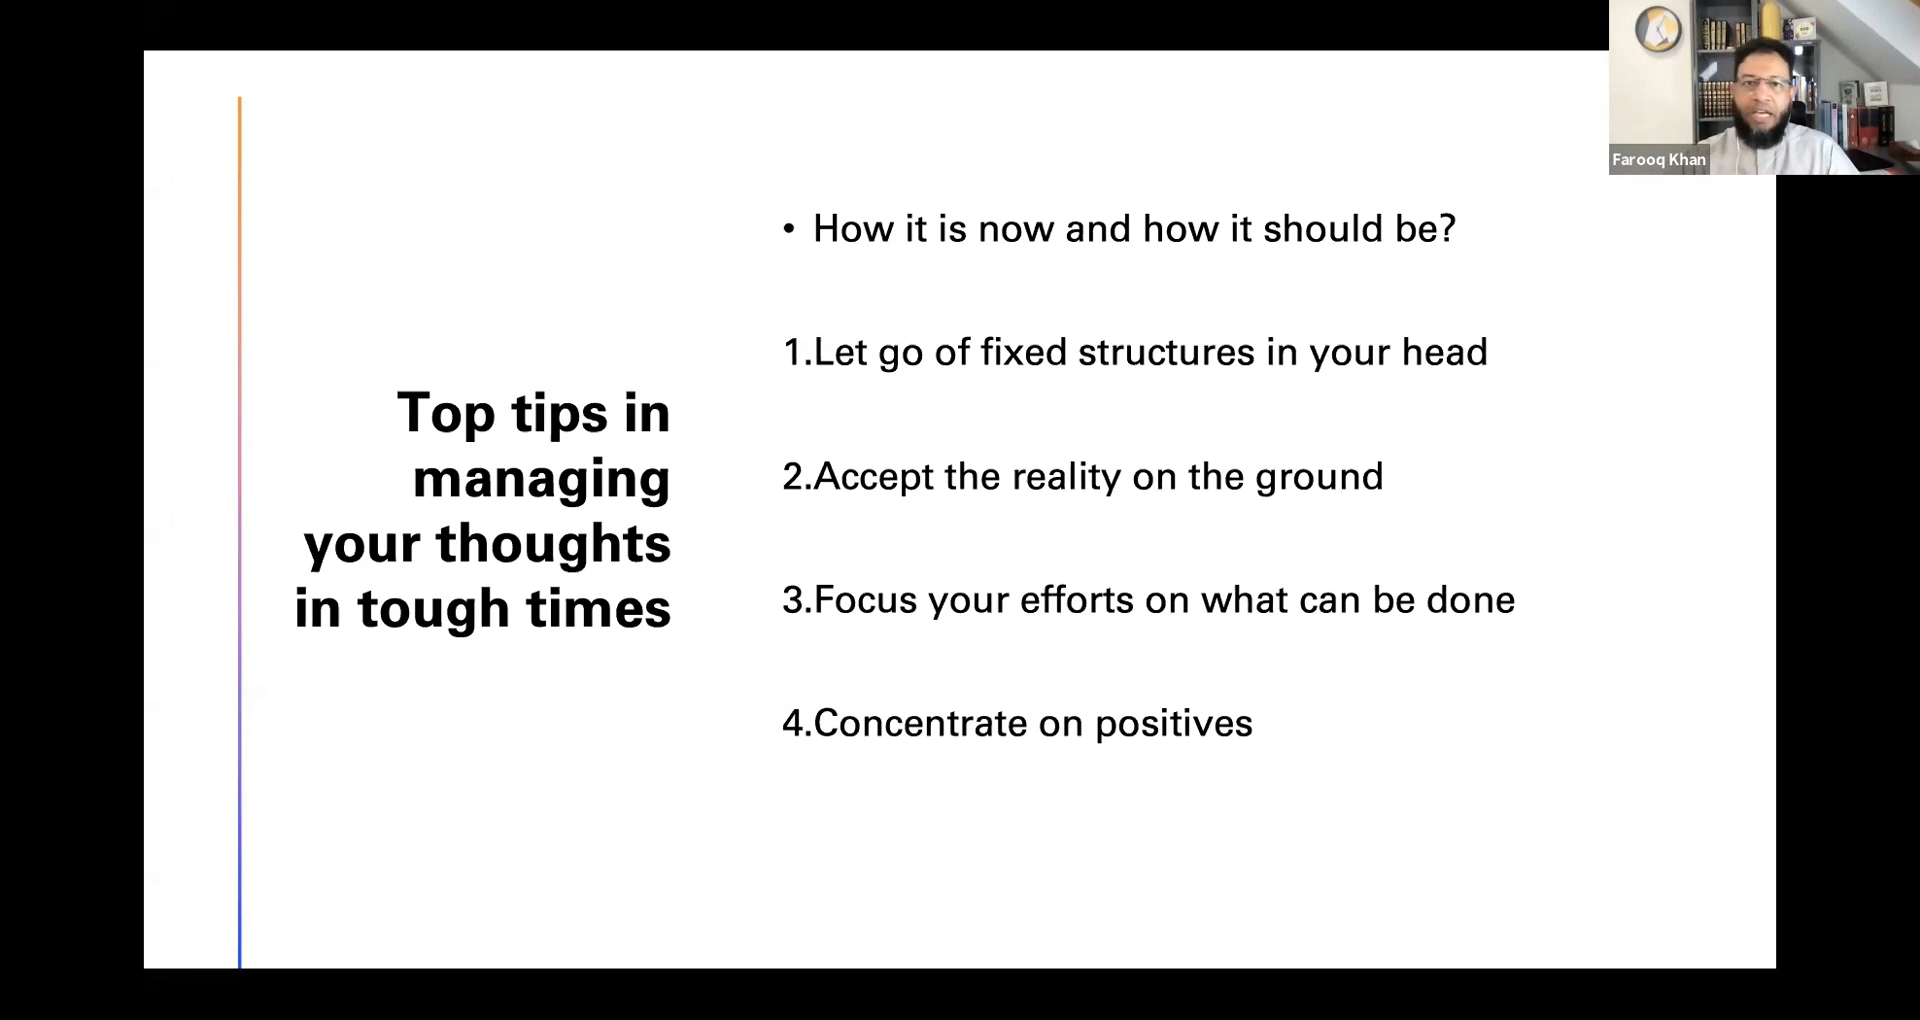 Top tips in
managing
your thoughts
in tough times
• How it is now and how it should be?
1.Let go of fixed structures in your head
2.Accept the reality on the ground
3.Focus your efforts on what can be done
4.Concentrate on positives
Farooq Khan